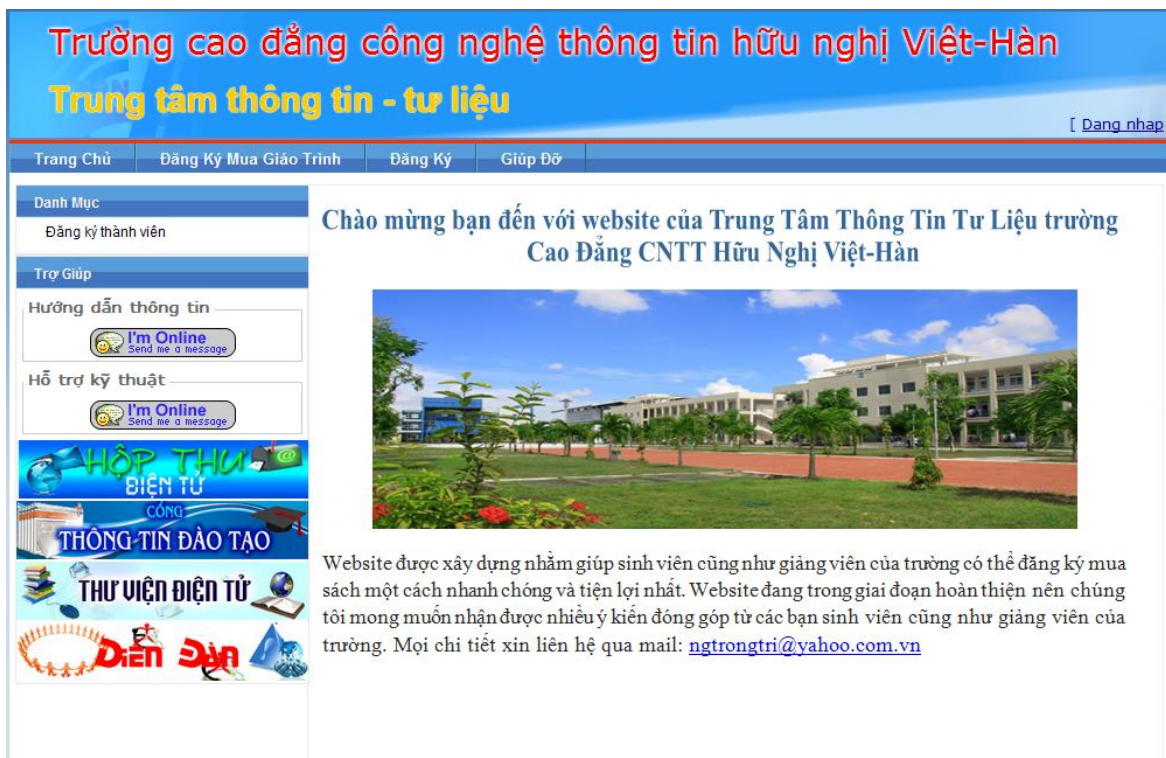 Trường cao đẳng công nghệ thông tin hữu nghị Việt-Hàn
Trung tâm thông tin - tư liệu
[ Dang nhap
Trang Chủ Đăng Ký Mua Giáo Trình Đăng Ký Giúp Đỡ
Danh Mục
Đăng ký thành viên
Trợ Giúp
Hướng dẫn thông tin
I'm Online
Send me a message
Hỗ trợ kỹ thuật
I'm Online
Send me a message
HỘP THƯ
ĐIỆN TỬ
CỔNG
THÔNG TIN ĐÀO TẠO
THƯ VIỆN ĐIỆN TỬ
DIỄN ĐÀN
Chào mừng bạn đến với website của Trung Tâm Thông Tin Tư Liệu trường
Cao Đẳng CNTT Hữu Nghị Việt-Hàn
Website được xây dựng nhằm giúp sinh viên cũng như giảng viên của trường có thể đăng ký mua
sách một cách nhanh chóng và tiện lợi nhất. Website đang trong giai đoạn hoàn thiện nên chúng
tôi mong muốn nhận được nhiều ý kiến đóng góp từ các bạn sinh viên cũng như giảng viên của
trường. Mọi chi tiết xin liên hệ qua mail: ngtrongtri@yahoo.com.vn